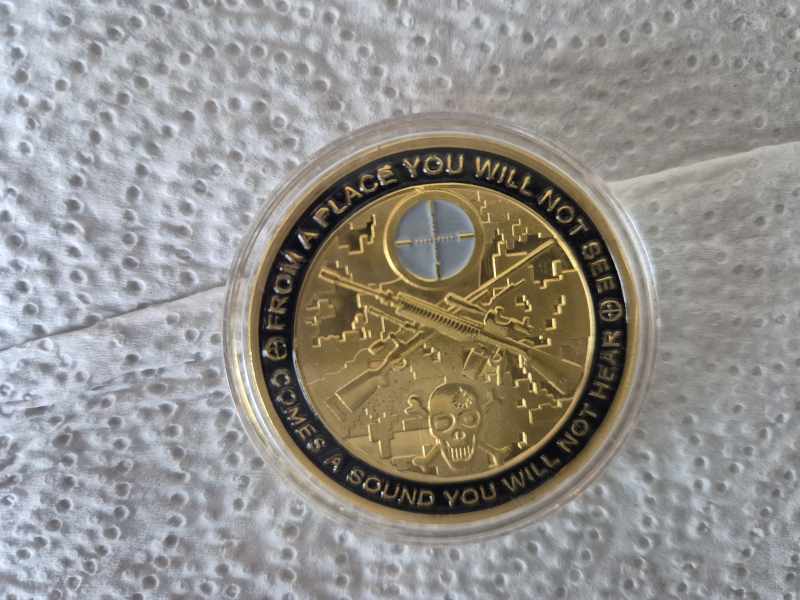 FROM A PLACE YOU WILL NOT SEE
COMES A SOUND YOU WILL NOT HEAR